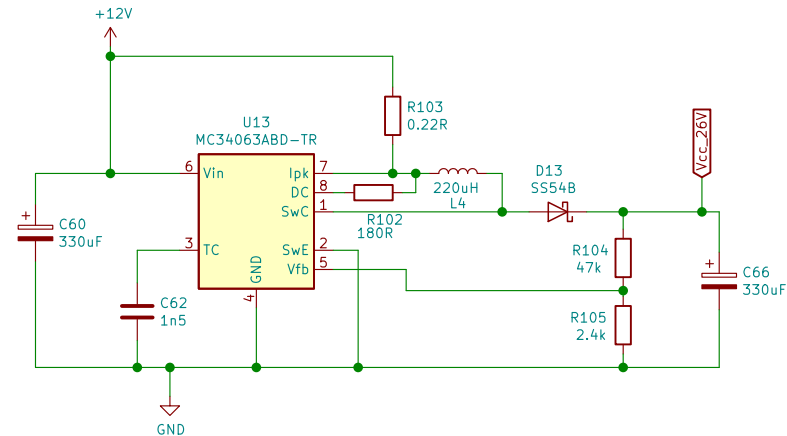 +12V
R103
0.22R
U13
MC34063ABD-TR
Vcc_26V
6
Vin
Ipk
7
DC
8
SwC
1
220uH
L4
D13
SS54B
R102
180R
C60
330uF
3
TC
SwE
2
Vfb
5
GND
4
R104
47k
C66
330uF
C62
1n5
R105
2.4k
GND